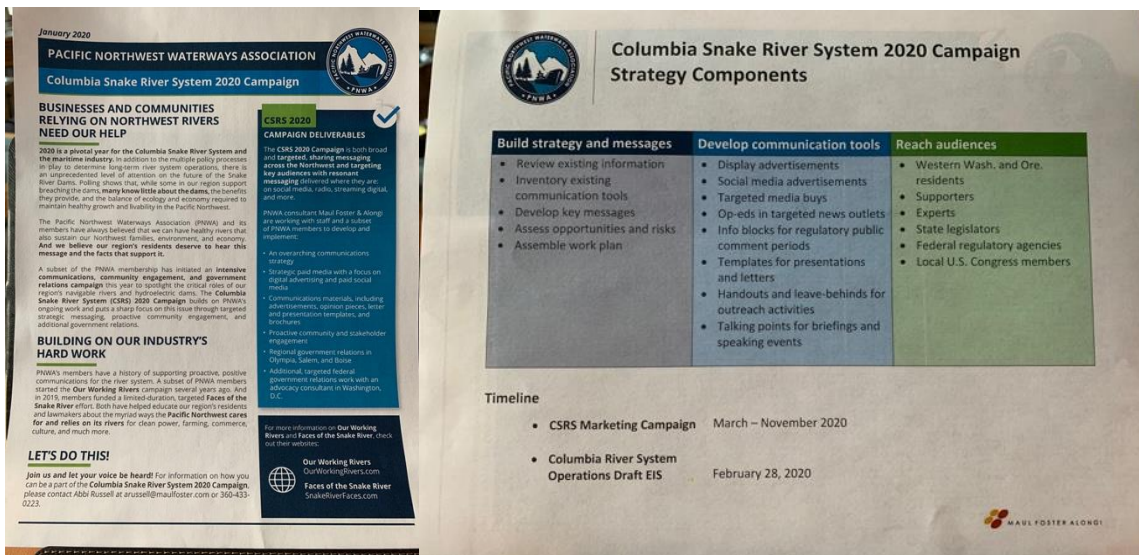 January 2020
PACIFIC NORTHWEST WATERWAYS ASSOCIATION
Columbia Snake River System 2020 Campaign
PACIFIC NORTHWEST WATERWAYS ASSOCIATION
• PNWA •
BUSINESSES AND COMMUNITIES
RELYING ON NORTHWEST RIVERS
NEED OUR HELP
2020 is a pivotal year for the Columbia Snake River System and
the maritime industry. In addition to the multiple policy processes
in play to determine long-term river system operations, there is
an unprecedented level of attention on the future of the Snake
River Dams. Polling shows that, while some in our region support
breaching the dams, many know little about the dams, the benefits
they provide, and the balance of ecology and economy required to
maintain healthy growth and livability in the Pacific Northwest.
The Pacific Northwest Waterways Association (PNWA) and its
members have always believed that we can have healthy rivers that
also sustain our Northwest families, environment, and economy.
And we believe our region's residents deserve to hear this
message and the facts that support it.
A subset of the PNWA membership has initiated an intensive
communications, community engagement, and government
relations campaign this year to spotlight the critical roles of our
region's navigable rivers and hydroelectric dams. The Columbia
Snake River System (CSRS) 2020 Campaign builds on PNWA's
ongoing work and puts a sharp focus on this issue through targeted
strategic messaging, proactive community engagement, and
additional government relations.
BUILDING ON OUR INDUSTRY'S
HARD WORK
PNWA's members have a history of supporting proactive, positive
communications for the river system. A subset of PNWA members
started the Our Working Rivers campaign several years ago. And
in 2019, members funded a limited-duration, targeted Faces of the
Snake River effort. Both have helped educate our region's residents
and lawmakers about the myriad ways the Pacific Northwest cares
for and relies on its rivers for clean power, farming, commerce,
culture, and much more.
LET'S DO THIS!
Join us and let your voice be heard! For information on how you
can be a part of the Columbia Snake River System 2020 Campaign,
please contact Abbi Russell at arussell@maulfoster.com or 360-433-
0223.
CSRS 2020
CAMPAIGN DELIVERABLES
The CSRS 2020 Campaign is both broad
and targeted, sharing messaging
across the Northwest and targeting
key audiences with resonant
messaging delivered where they are:
on social media, radio, streaming digital,
and more.
PNWA consultant Maul Foster & Alongi
are working with staff and a subset
of PNWA members to develop and
implement:
• An overarching communications
strategy
• Strategic paid media with a focus on
digital advertising and paid social
media
• Communications materials, including
advertisements, opinion pieces, letter
and presentation templates, and
brochures
• Proactive community and stakeholder
engagement
• Regional government relations in
Olympia, Salem, and Boise
• Additional, targeted federal
government relations work with an
advocacy consultant in Washington,
D.C.
For more information on Our Working
Rivers and Faces of the Snake River, check
out their websites:
Our Working Rivers
OurWorkingRivers.com
Faces of the Snake River
SnakeRiverFaces.com
PACIFIC NORTHWEST WATERWAYS ASSOCIATION
• PNWA •
Columbia Snake River System 2020 Campaign
Strategy Components
Build strategy and messages
• Review existing information
• Inventory existing
communication tools
• Develop key messages
• Assess opportunities and risks
• Assemble work plan
Develop communication tools
• Display advertisements
• Social media advertisements
• Targeted media buys
• Op-eds in targeted news outlets
• Info blocks for regulatory public
comment periods
• Templates for presentations
and letters
• Handouts and leave-behinds for
outreach activities
• Talking points for briefings and
speaking events
Reach audiences
• Western Wash. and Ore.
residents
• Supporters
• Experts
• State legislators
• Federal regulatory agencies
• Local U.S. Congress members
Timeline
• CSRS Marketing Campaign March – November 2020
• Columbia River System
Operations Draft EIS February 28, 2020
MAUL FOSTER ALONGI